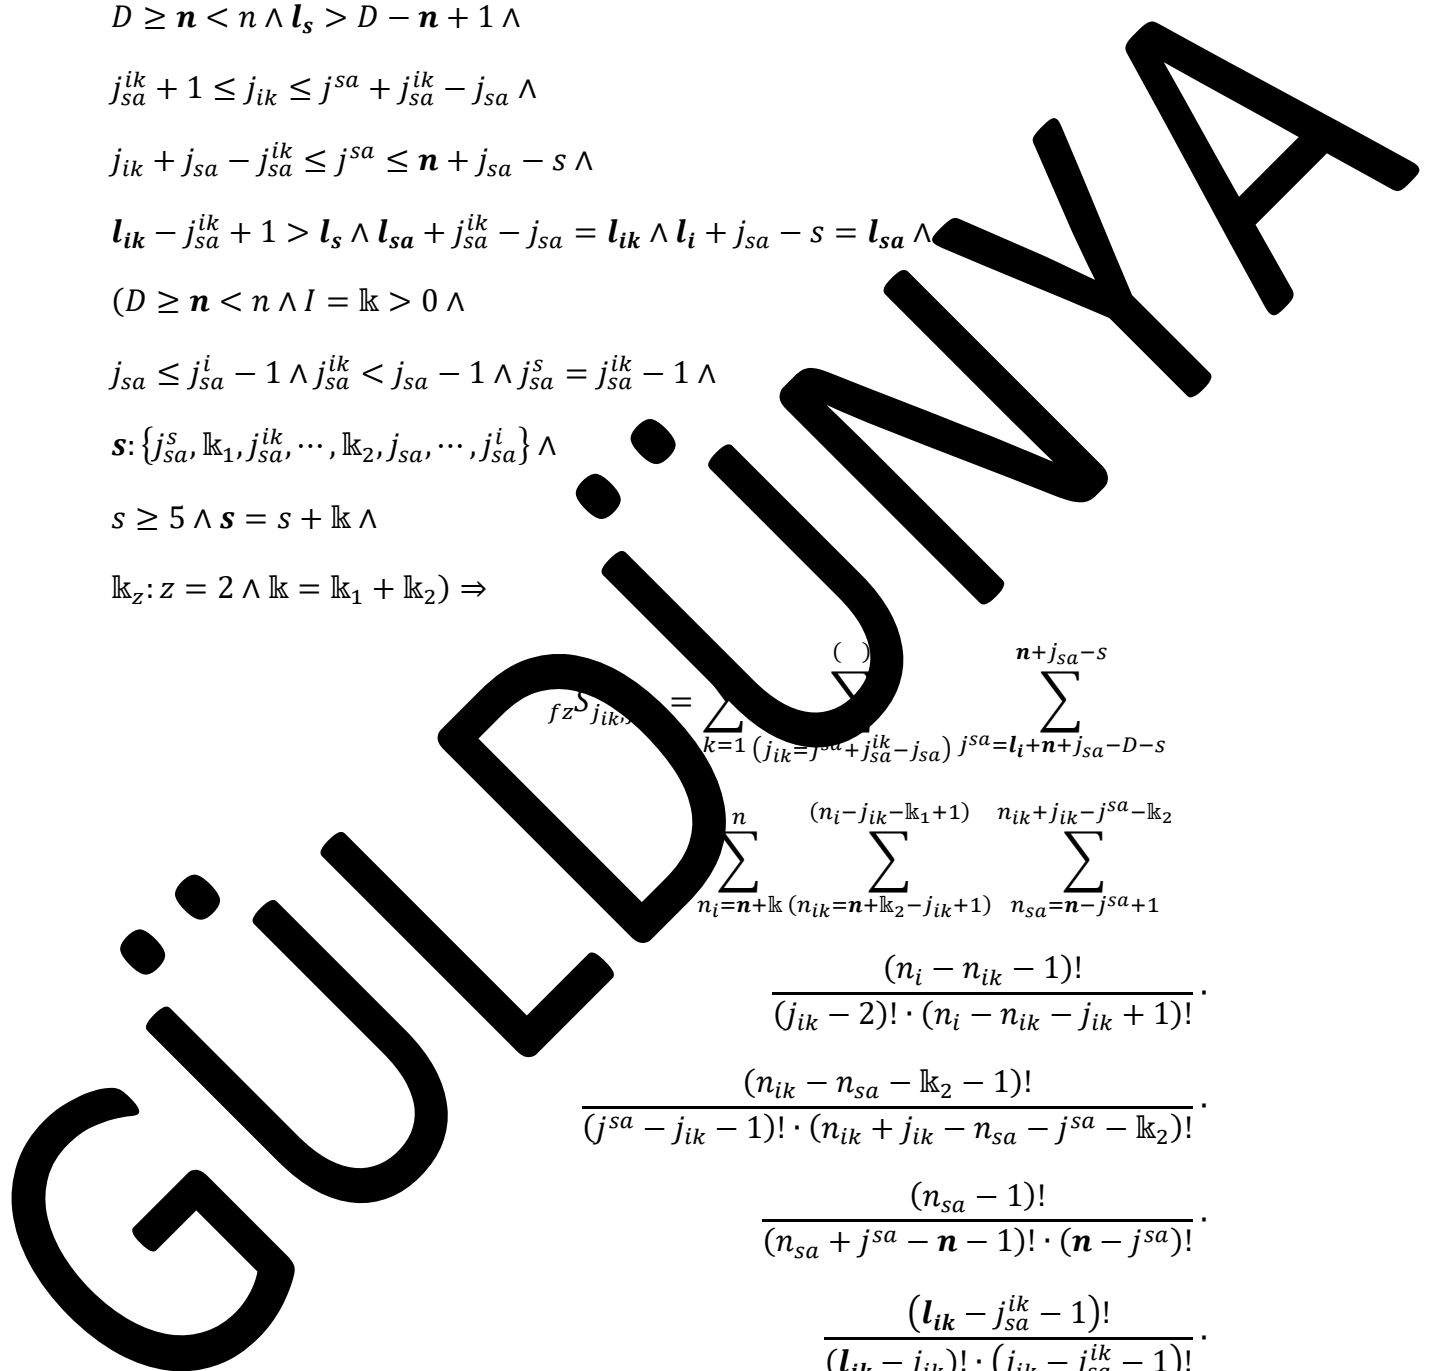 D ≥ 𝒏 < n ∧ 𝒍_𝒔 > D − 𝒏 + 1 ∧
j_{sa}^{ik} + 1 ≤ j_{ik} ≤ j^{sa} + j_{sa}^{ik} − j_{sa} ∧
j_{ik} + j_{sa} − j_{sa}^{ik} ≤ j^{sa} ≤ 𝒏 + j_{sa} − s ∧
𝒍_{𝒊𝒌} − j_{sa}^{ik} + 1 > 𝒍_𝒔 ∧ 𝒍_{𝒔𝒂} + j_{sa}^{ik} − j_{sa} = 𝒍_{𝒊𝒌} ∧ 𝒍_𝒊 + j_{sa} − s = 𝒍_{𝒔𝒂} ∧
(D ≥ 𝒏 < n ∧ I = 𝕜 > 0 ∧
j_{sa} ≤ j_{sa}^{i} − 1 ∧ j_{sa}^{ik} < j_{sa} − 1 ∧ j_{sa}^{s} = j_{sa}^{ik} − 1 ∧
𝒔: {j_{sa}^{s}, 𝕜_1, j_{sa}^{ik}, ⋯ , 𝕜_2, j_{sa}, ⋯ , j_{sa}^{i}} ∧
s ≥ 5 ∧ 𝒔 = s + 𝕜 ∧
𝕜_z: z = 2 ∧ 𝕜 = 𝕜_1 + 𝕜_2) ⇒
_{fz}S_{j_{ik},} = ∑_{k=1} ∑_{(j_{ik}=j^{sa}+j_{sa}^{ik}−j_{sa})}^{( )} ∑_{j^{sa}=𝒍_𝒊+𝒏+j_{sa}−D−s}^{𝒏+j_{sa}−s}
∑_{n_i=𝒏+𝕜}^{n} ∑_{(n_{ik}=𝒏+𝕜_2−j_{ik}+1)}^{(n_i−j_{ik}−𝕜_1+1)} ∑_{n_{sa}=𝒏−j^{sa}+1}^{n_{ik}+j_{ik}−j^{sa}−𝕜_2}
(n_i − n_{ik} − 1)!
(j_{ik} − 2)! · (n_i − n_{ik} − j_{ik} + 1)! ·
(n_{ik} − n_{sa} − 𝕜_2 − 1)!
(j^{sa} − j_{ik} − 1)! · (n_{ik} + j_{ik} − n_{sa} − j^{sa} − 𝕜_2)! ·
(n_{sa} − 1)!
(n_{sa} + j^{sa} − 𝒏 − 1)! · (𝒏 − j^{sa})! ·
(𝒍_{𝒊𝒌} − j_{sa}^{ik} − 1)!
(𝒍_{𝒊𝒌} − j_{ik})! · (j_{ik} − j_{sa}^{ik} − 1)! ·
GÜLDÜNYA